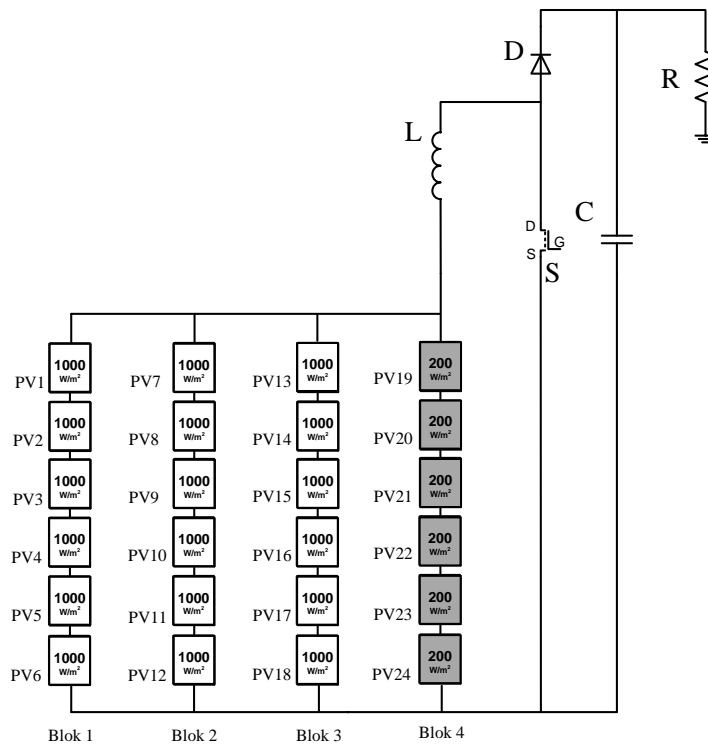 D
R
L
C
D
G
S
S
1000
W/m²
PV1
1000
W/m²
PV7
1000
W/m²
PV13
200
W/m²
PV19
1000
W/m²
PV2
1000
W/m²
PV8
1000
W/m²
PV14
200
W/m²
PV20
1000
W/m²
PV3
1000
W/m²
PV9
1000
W/m²
PV15
200
W/m²
PV21
1000
W/m²
PV4
1000
W/m²
PV10
1000
W/m²
PV16
200
W/m²
PV22
1000
W/m²
PV5
1000
W/m²
PV11
1000
W/m²
PV17
200
W/m²
PV23
1000
W/m²
PV6
1000
W/m²
PV12
1000
W/m²
PV18
200
W/m²
PV24
Blok 1
Blok 2
Blok 3
Blok 4